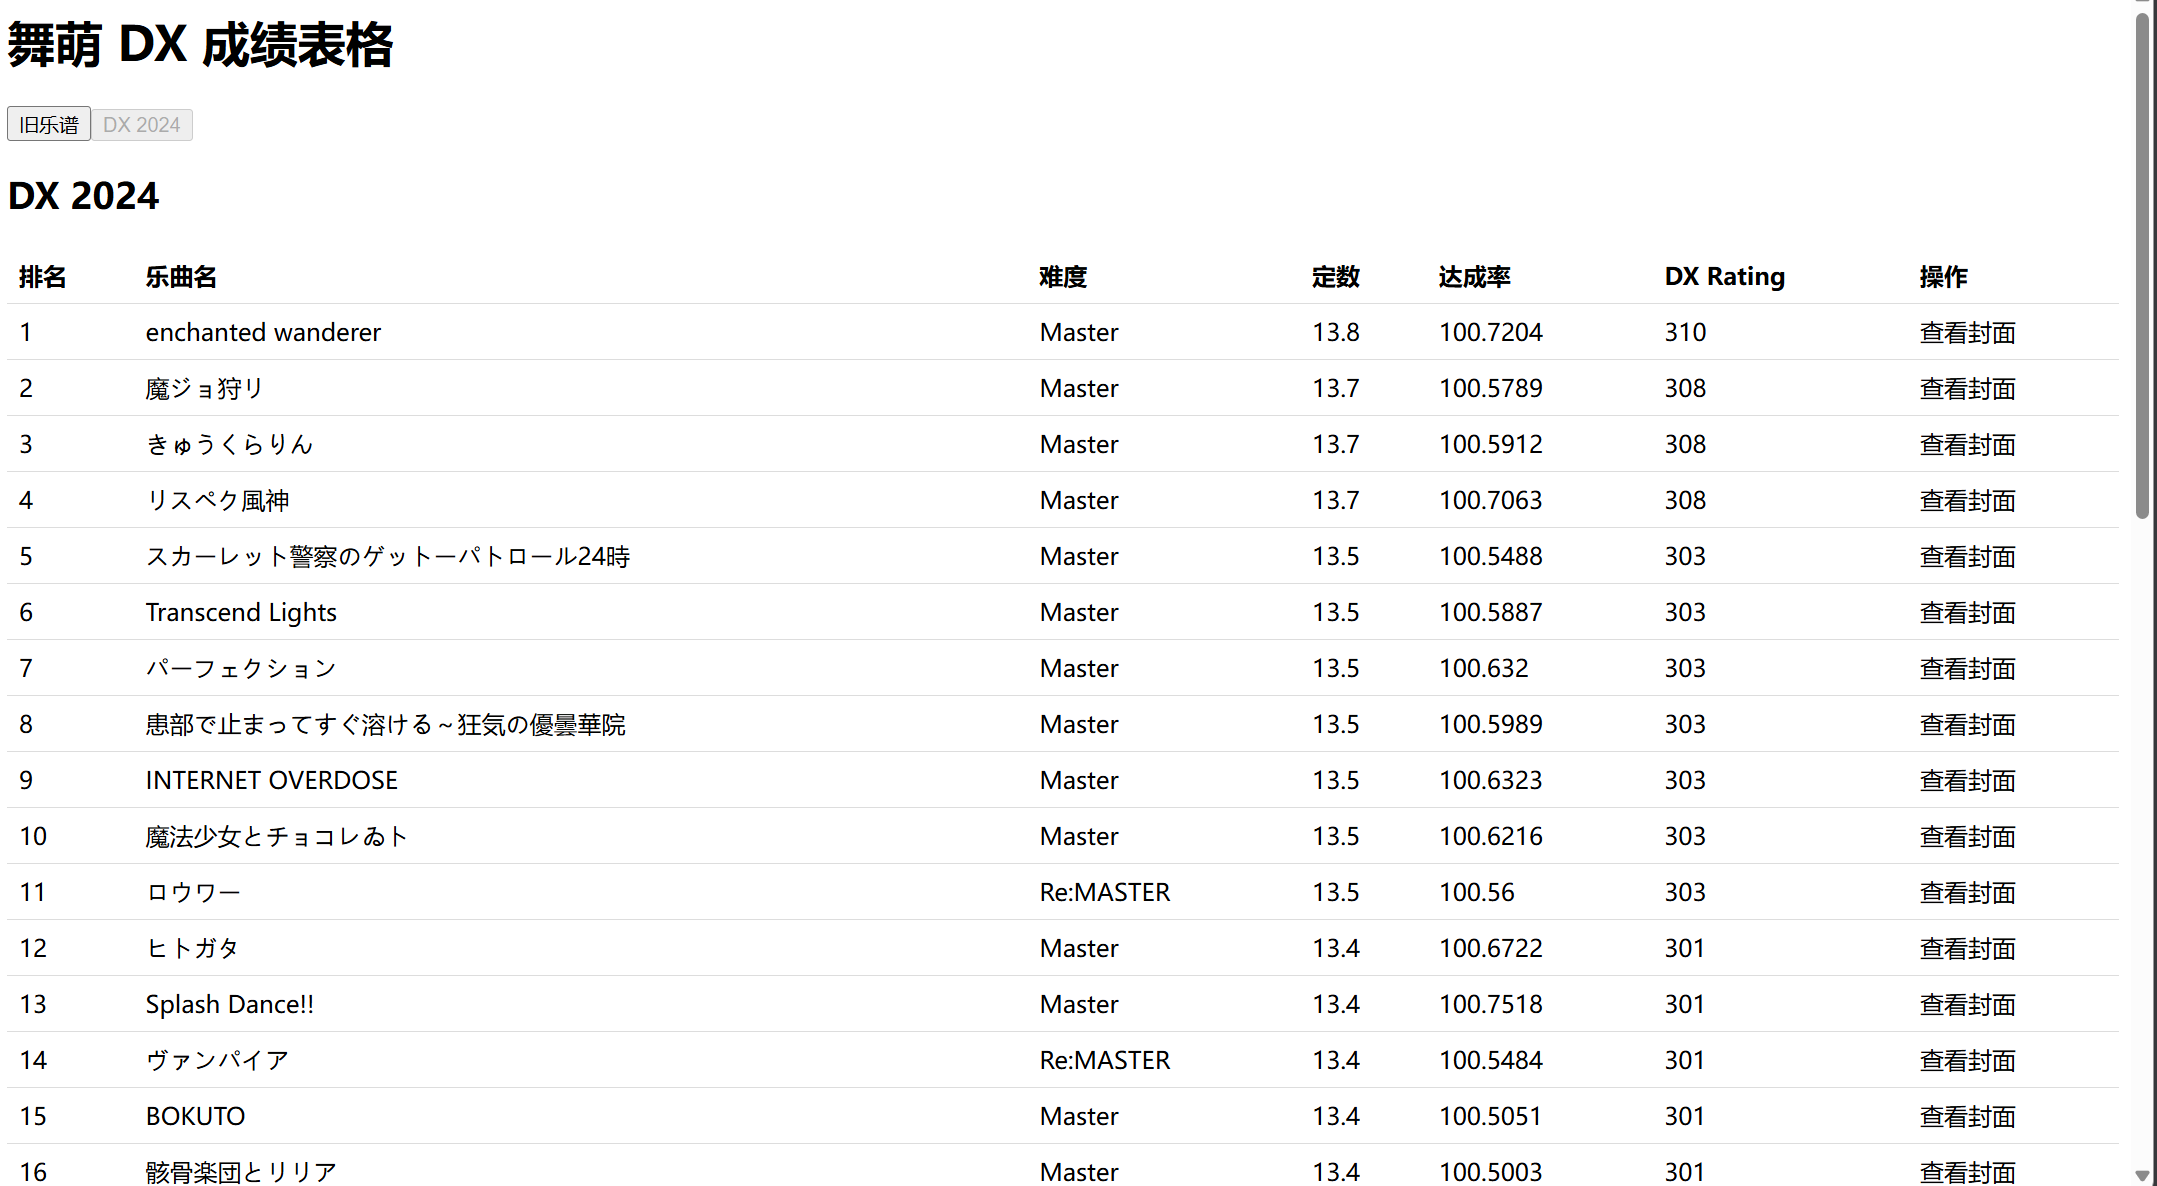 舞萌 DX 成绩表格
旧乐谱 DX 2024
DX 2024
排名 乐曲名 难度 定数 达成率 DX Rating 操作
1 enchanted wanderer Master 13.8 100.7204 310 查看封面
2 魔ジョ狩リ Master 13.7 100.5789 308 查看封面
3 きゅうくらりん Master 13.7 100.5912 308 查看封面
4 リスペク風神 Master 13.7 100.7063 308 查看封面
5 スカーレット警察のゲットーパトロール24時 Master 13.5 100.5488 303 查看封面
6 Transcend Lights Master 13.5 100.5887 303 查看封面
7 パーフェクション Master 13.5 100.632 303 查看封面
8 患部で止まってすぐ溶ける～狂気の優曇華院 Master 13.5 100.5989 303 查看封面
9 INTERNET OVERDOSE Master 13.5 100.6323 303 查看封面
10 魔法少女とチョコレゐト Master 13.5 100.6216 303 查看封面
11 ロウワー Re:MASTER 13.5 100.56 303 查看封面
12 ヒトガタ Master 13.4 100.6722 301 查看封面
13 Splash Dance!! Master 13.4 100.7518 301 查看封面
14 ヴァンパイア Re:MASTER 13.4 100.5484 301 查看封面
15 BOKUTO Master 13.4 100.5051 301 查看封面
16 骸骨楽団とリリア Master 13.4 100.5003 301 查看封面